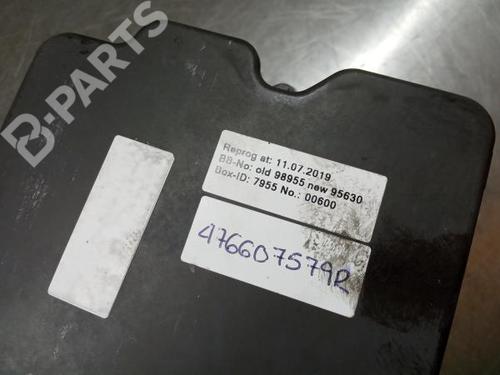 B-PARTS
Reprog at: 11.07.2019
BB-No: old 98955 new 95630
Box-ID: 7955 No.: 00600
476607579R